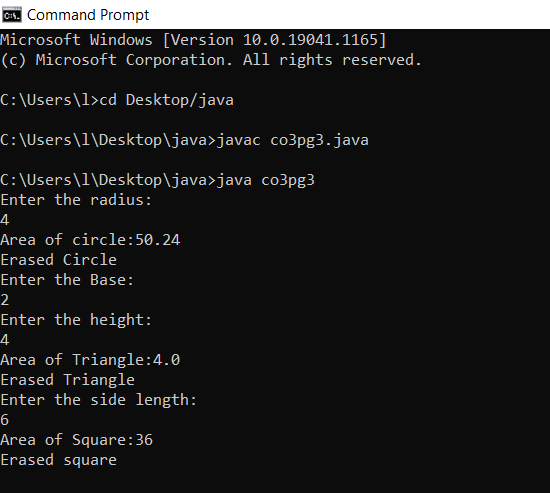 Command Prompt
Microsoft Windows [Version 10.0.19041.1165]
(c) Microsoft Corporation. All rights reserved.
C:\Users\l>cd Desktop/java
C:\Users\l\Desktop\java>javac co3pg3.java
C:\Users\l\Desktop\java>java co3pg3
Enter the radius:
4
Area of circle:50.24
Erased Circle
Enter the Base:
2
Enter the height:
4
Area of Triangle:4.0
Erased Triangle
Enter the side length:
6
Area of Square:36
Erased square